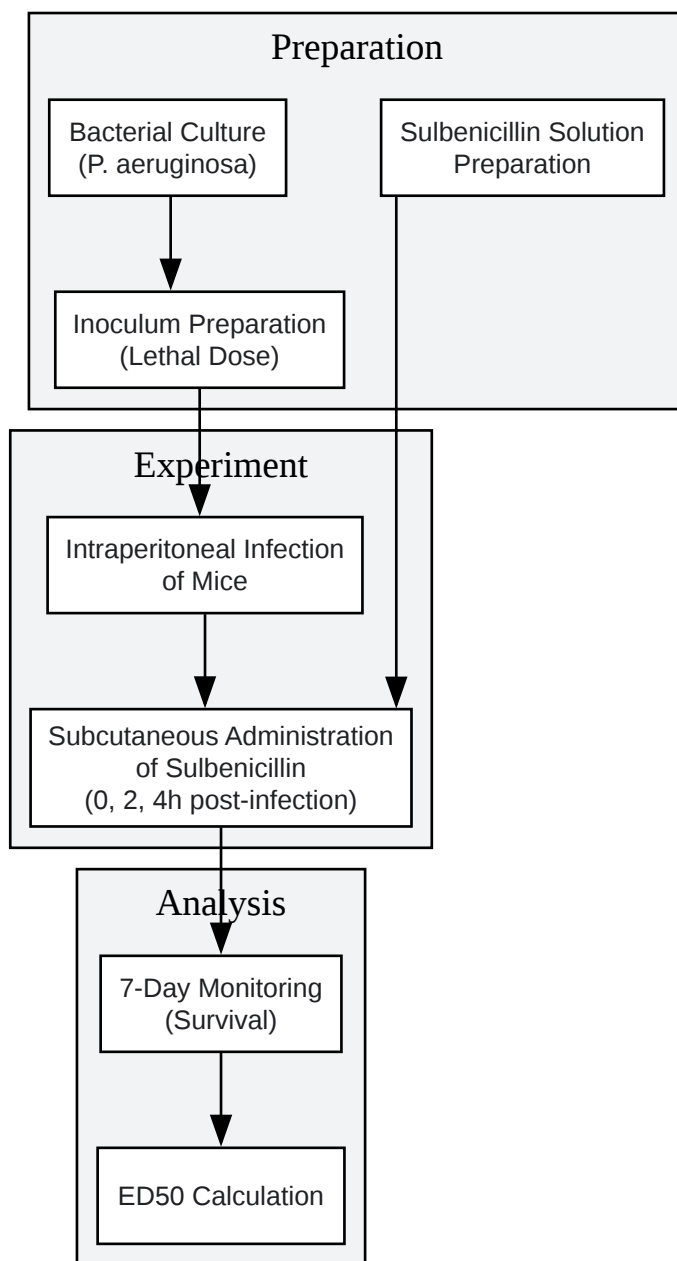 Preparation
Bacterial Culture
(P. aeruginosa)
Sulbenicillin Solution
Preparation
Inoculum Preparation
(Lethal Dose)
Experiment
Intraperitoneal Infection
of Mice
Subcutaneous Administration
of Sulbenicillin
(0, 2, 4h post-infection)
Analysis
7-Day Monitoring
(Survival)
ED50 Calculation